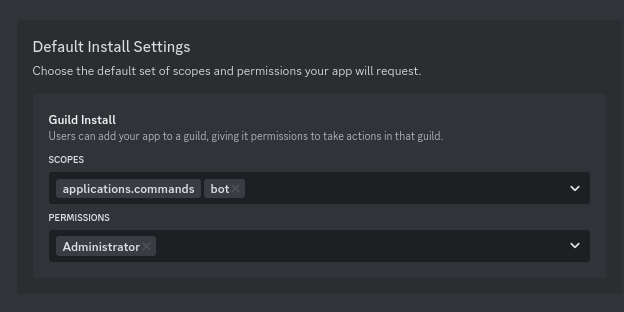 Default Install Settings
Choose the default set of scopes and permissions your app will request.
Guild Install
Users can add your app to a guild, giving it permissions to take actions in that guild.
SCOPES
applications.commands bot
PERMISSIONS
Administrator